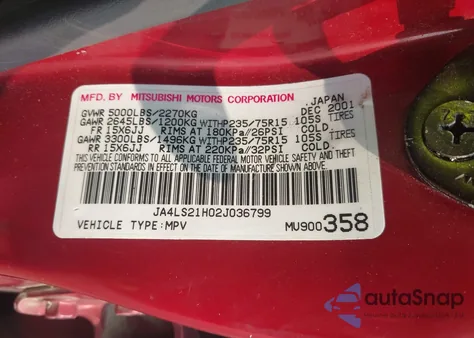 MFD. BY MITSUBISHI MOTORS CORPORATION JAPAN
GVWR 5000LBS/2270KG DEC 2001
GAWR 2645LBS/1200KG WITH P235/75R15 105S TIRES
FR 15X6JJ RIMS AT 180KPa/26PSI COLD
GAWR 3300LBS/1496KG WITH P235/75R15 105S TIRES
RR 15X6JJ RIMS AT 220KPa/32PSI COLD
THIS VEHICLE CONFORMS TO ALL APPLICABLE
FEDERAL MOTOR VEHICLE SAFETY AND THEFT
PREVENTION STANDARDS IN EFFECT ON THE
DATE OF MANUFACTURE SHOWN ABOVE.
JA4LS21H02J036799
VEHICLE TYPE:MPV MU900358
autoSnap